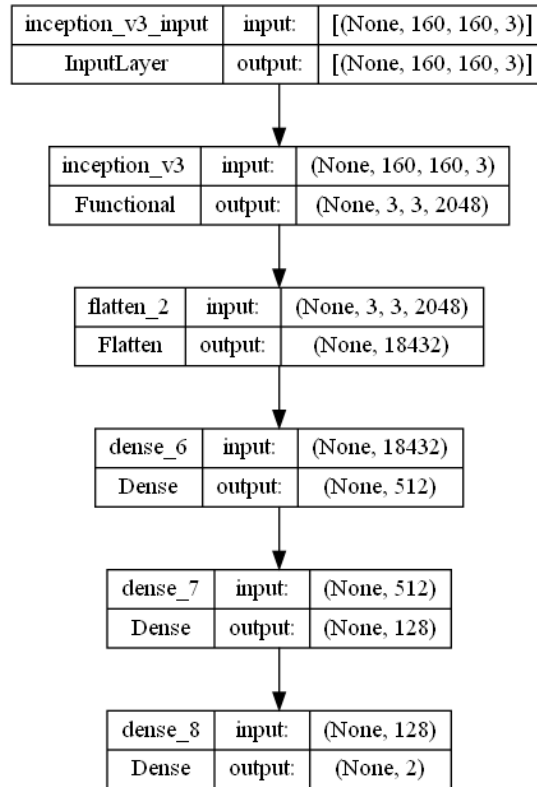 inception_v3_input input: [(None, 160, 160, 3)]
InputLayer output: [(None, 160, 160, 3)]
inception_v3 input: (None, 160, 160, 3)
Functional output: (None, 3, 3, 2048)
flatten_2 input: (None, 3, 3, 2048)
Flatten output: (None, 18432)
dense_6 input: (None, 18432)
Dense output: (None, 512)
dense_7 input: (None, 512)
Dense output: (None, 128)
dense_8 input: (None, 128)
Dense output: (None, 2)